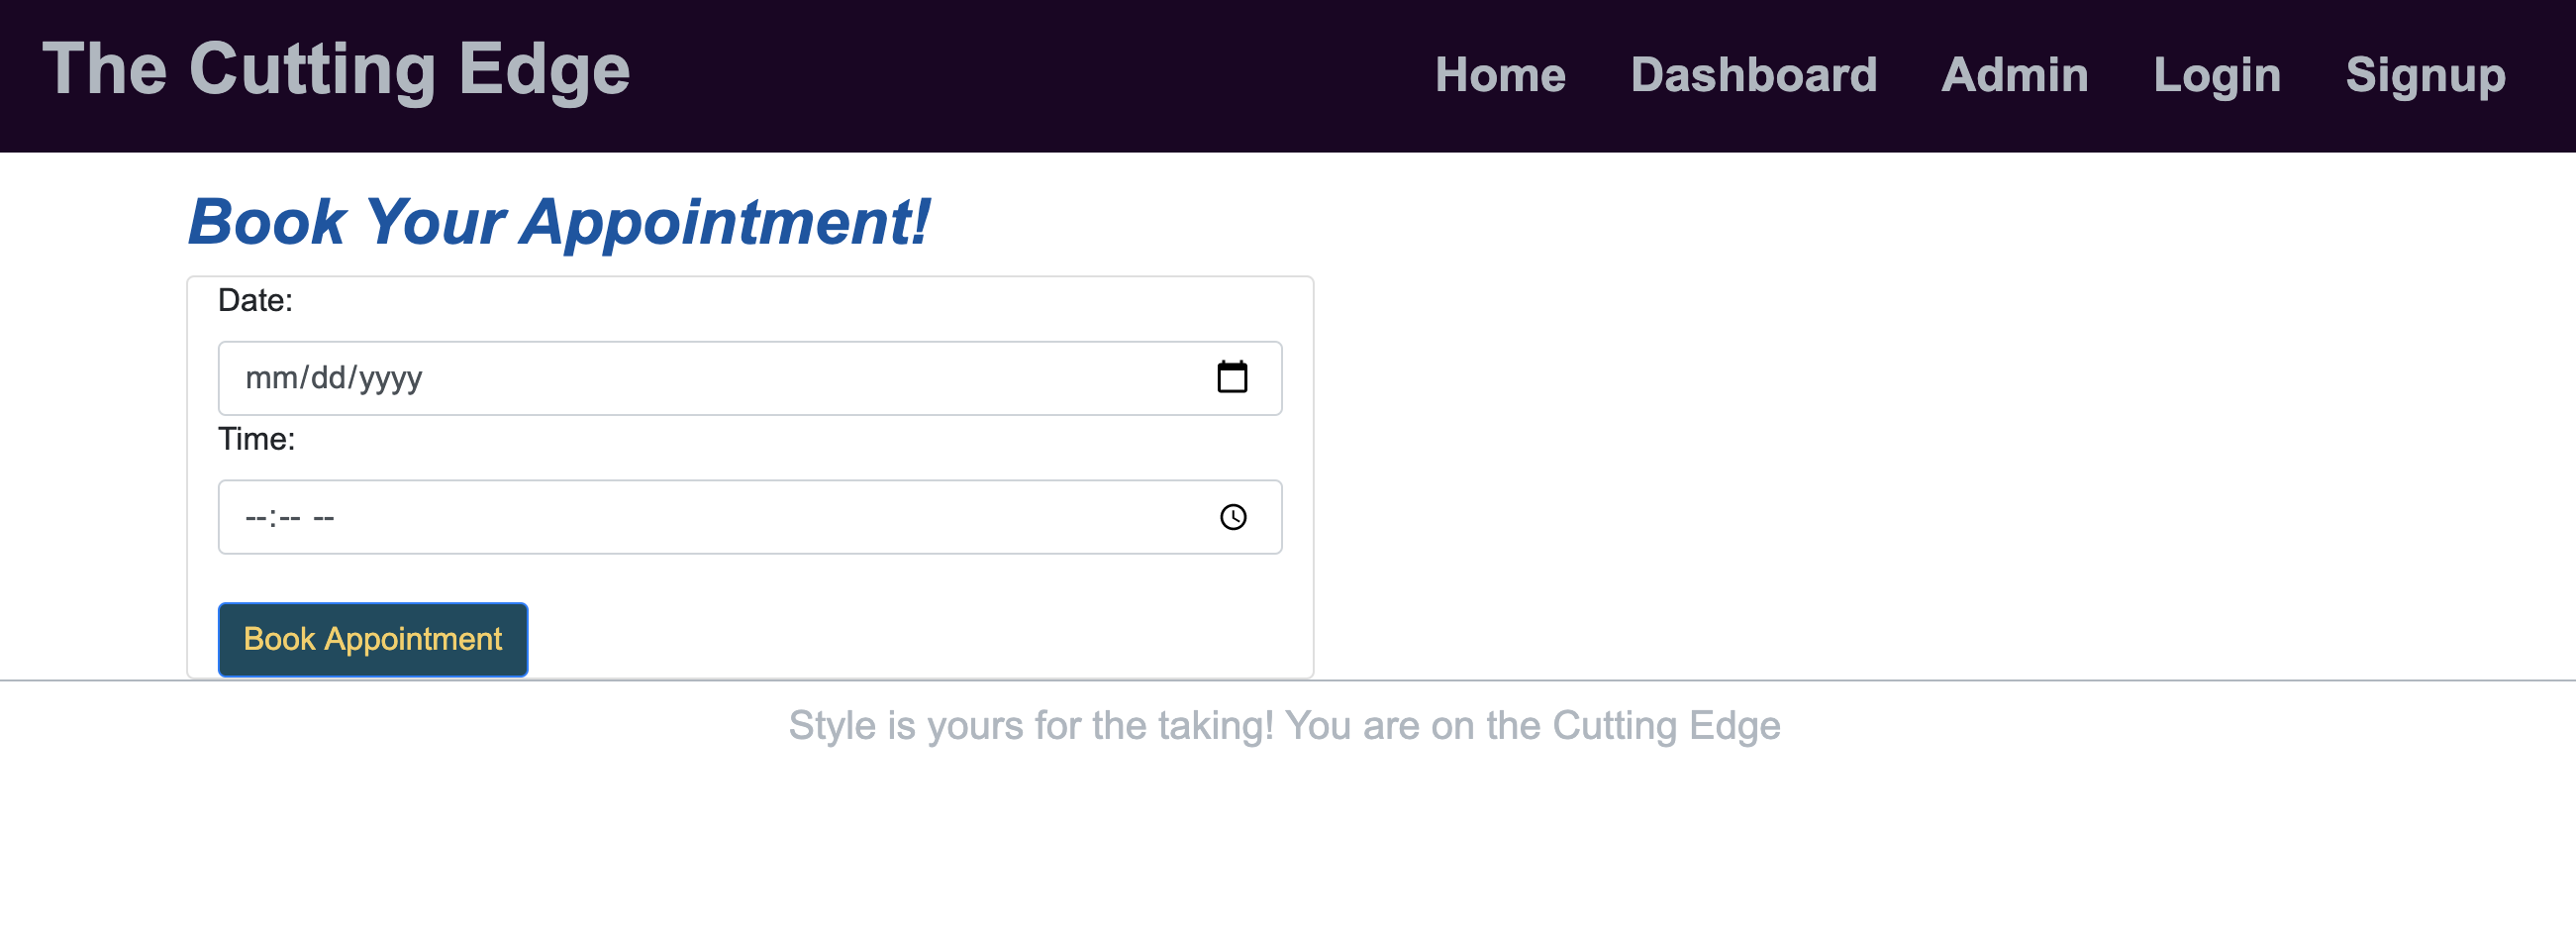 The Cutting Edge
Home Dashboard Admin Login Signup
Book Your Appointment!
Date:
mm/dd/yyyy
Time:
--:-- --
Book Appointment
Style is yours for the taking! You are on the Cutting Edge